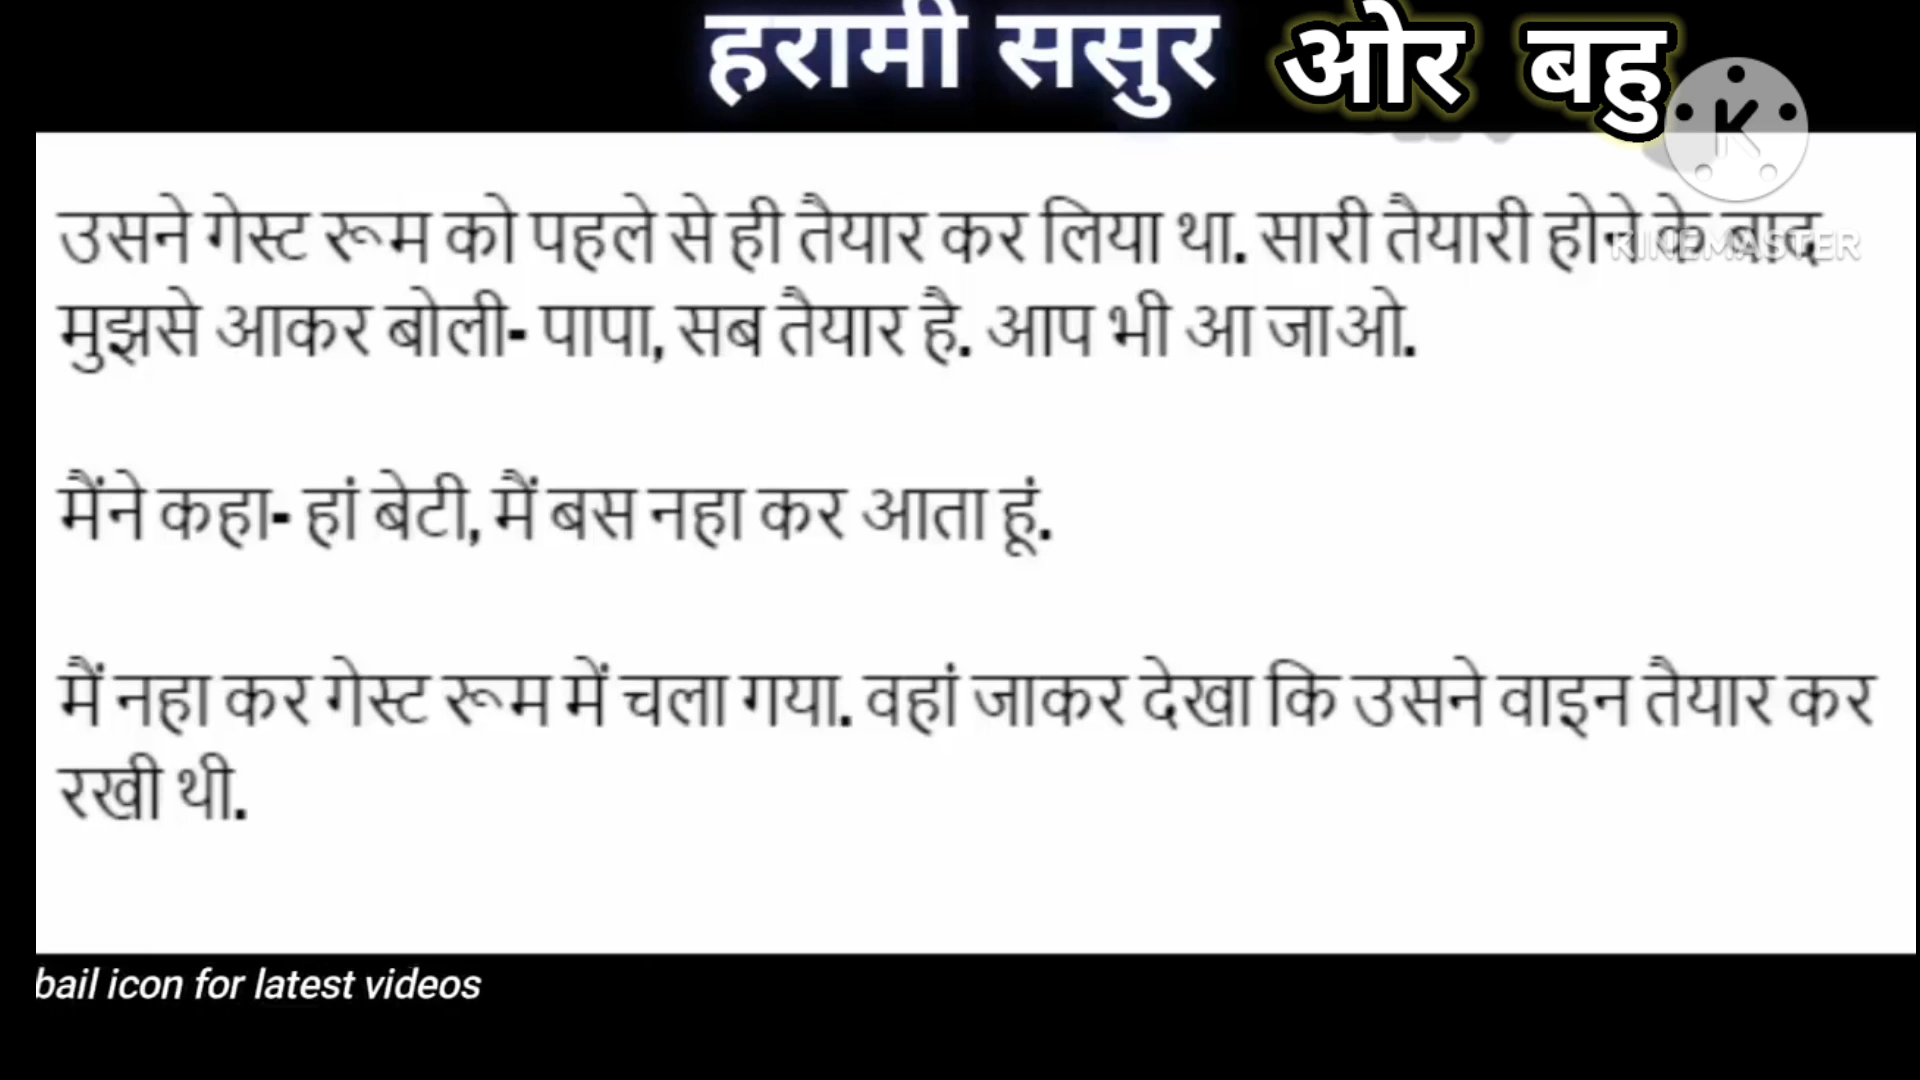 हरामी ससुर ओर बहु
उसने गेस्ट रूम को पहले से ही तैयार कर लिया था. सारी तैयारी होने के बाद
KINEMASTER
मुझसे आकर बोली- पापा, सब तैयार है. आप भी आ जाओ.
मैंने कहा- हां बेटी, मैं बस नहा कर आता हूं.
मैं नहा कर गेस्ट रूम में चला गया. वहां जाकर देखा कि उसने वाइन तैयार कर
रखी थी.
bail icon for latest videos